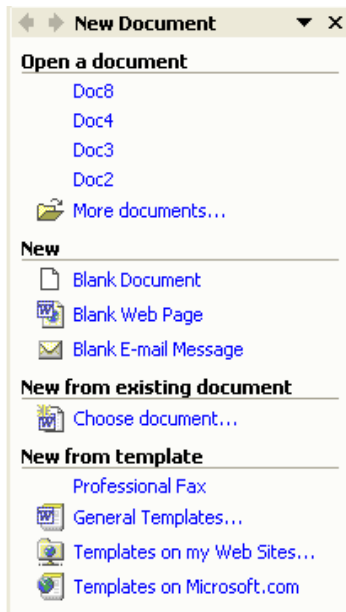 New Document
Open a document
Doc8
Doc4
Doc3
Doc2
More documents...
New
Blank Document
Blank Web Page
Blank E-mail Message
New from existing document
Choose document...
New from template
Professional Fax
General Templates...
Templates on my Web Sites...
Templates on Microsoft.com